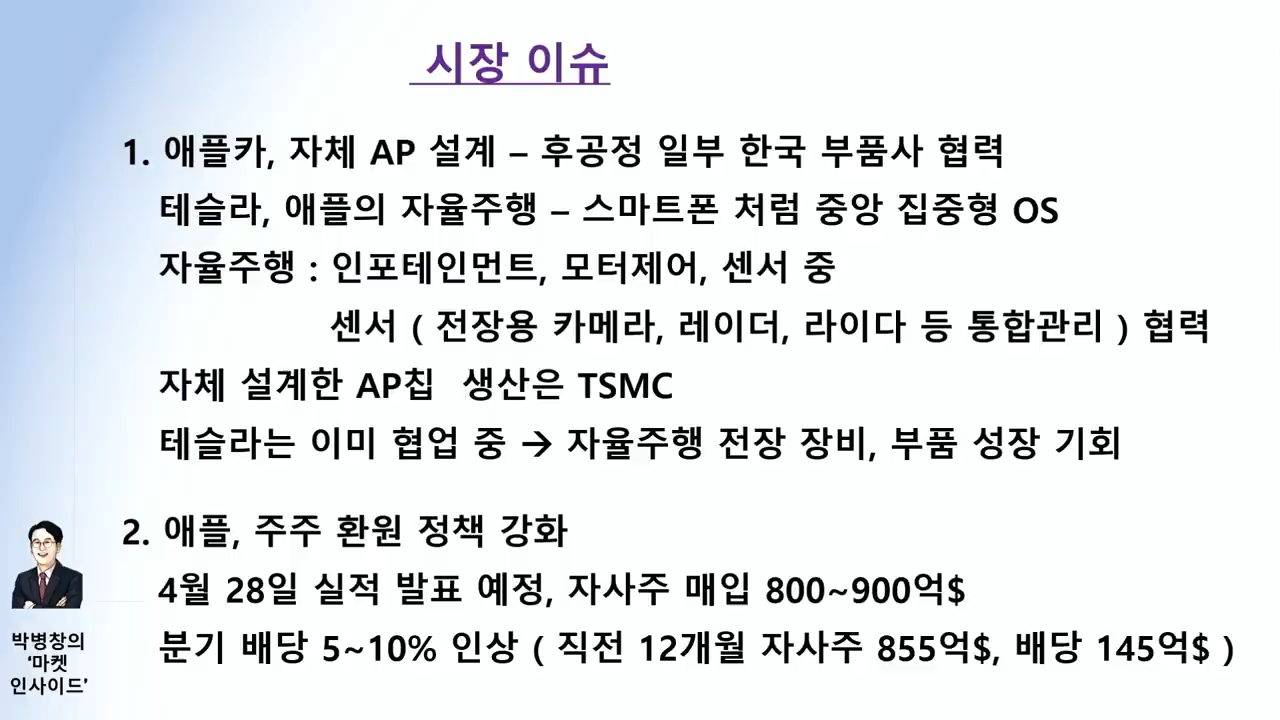 시장 이슈
1. 애플카, 자체 AP 설계 – 후공정 일부 한국 부품사 협력
테슬라, 애플의 자율주행 – 스마트폰 처럼 중앙 집중형 OS
자율주행 : 인포테인먼트, 모터제어, 센서 중
센서 ( 전장용 카메라, 레이더, 라이다 등 통합관리 ) 협력
자체 설계한 AP칩 생산은 TSMC
테슬라는 이미 협업 중 → 자율주행 전장 장비, 부품 성장 기회
2. 애플, 주주 환원 정책 강화
4월 28일 실적 발표 예정, 자사주 매입 800~900억$
분기 배당 5~10% 인상 ( 직전 12개월 자사주 855억$, 배당 145억$ )
박병창의
‘마켓
인사이드’